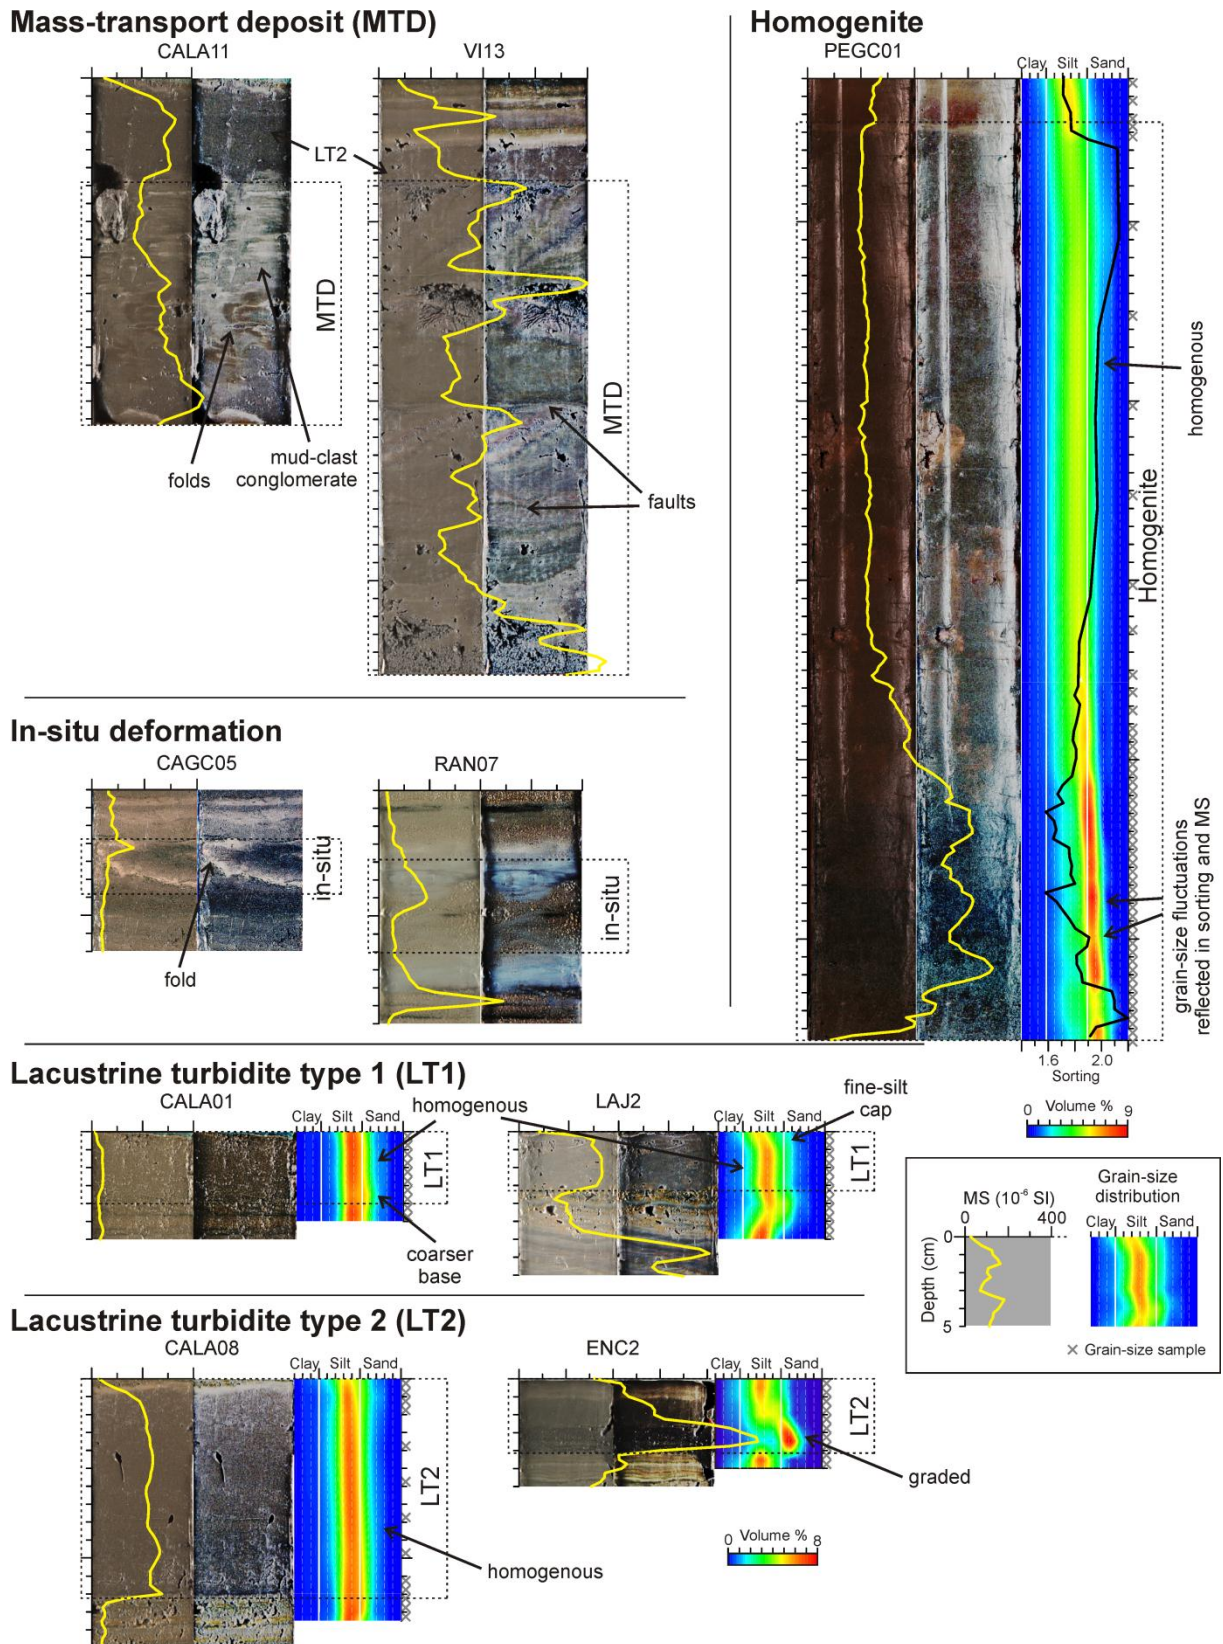 Mass-transport deposit (MTD)
CALA11
VI13
LT2
MTD
MTD
folds
mud-clast
conglomerate
faults
Homogenite
PEGC01
Clay Silt Sand
homogenous
Homogenite
grain-size fluctuations
reflected in sorting and MS
1.6 2.0
Sorting
0 Volume % 9
In-situ deformation
CAGC05
RAN07
in-situ
in-situ
fold
Lacustrine turbidite type 1 (LT1)
CALA01
Clay Silt Sand
homogenous
LT1
coarser
base
LAJ2
Clay Silt Sand
fine-silt
cap
LT1
MS (10⁻⁶ SI)
0 400
0
Depth (cm)
5
Grain-size
distribution
Clay Silt Sand
× Grain-size sample
Lacustrine turbidite type 2 (LT2)
CALA08
Clay Silt Sand
LT2
homogenous
ENC2
Clay Silt Sand
LT2
graded
0 Volume % 8